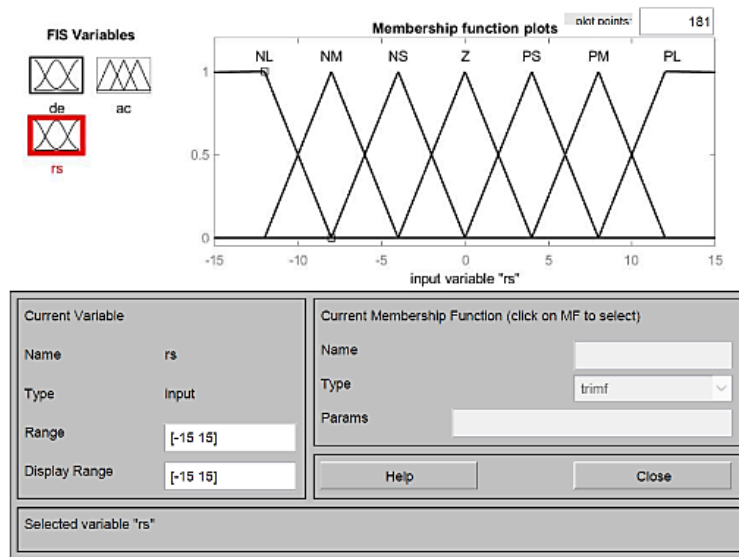 FIS Variables
Membership function plots
plot points:
181
de
ac
rs
NL NM NS Z PS PM PL
1
0.5
0
-15 -10 -5 0 5 10 15
input variable "rs"
Current Variable
Name rs
Type input
Range [-15 15]
Display Range [-15 15]
Current Membership Function (click on MF to select)
Name
Type trimf
Params
Help Close
Selected variable "rs"